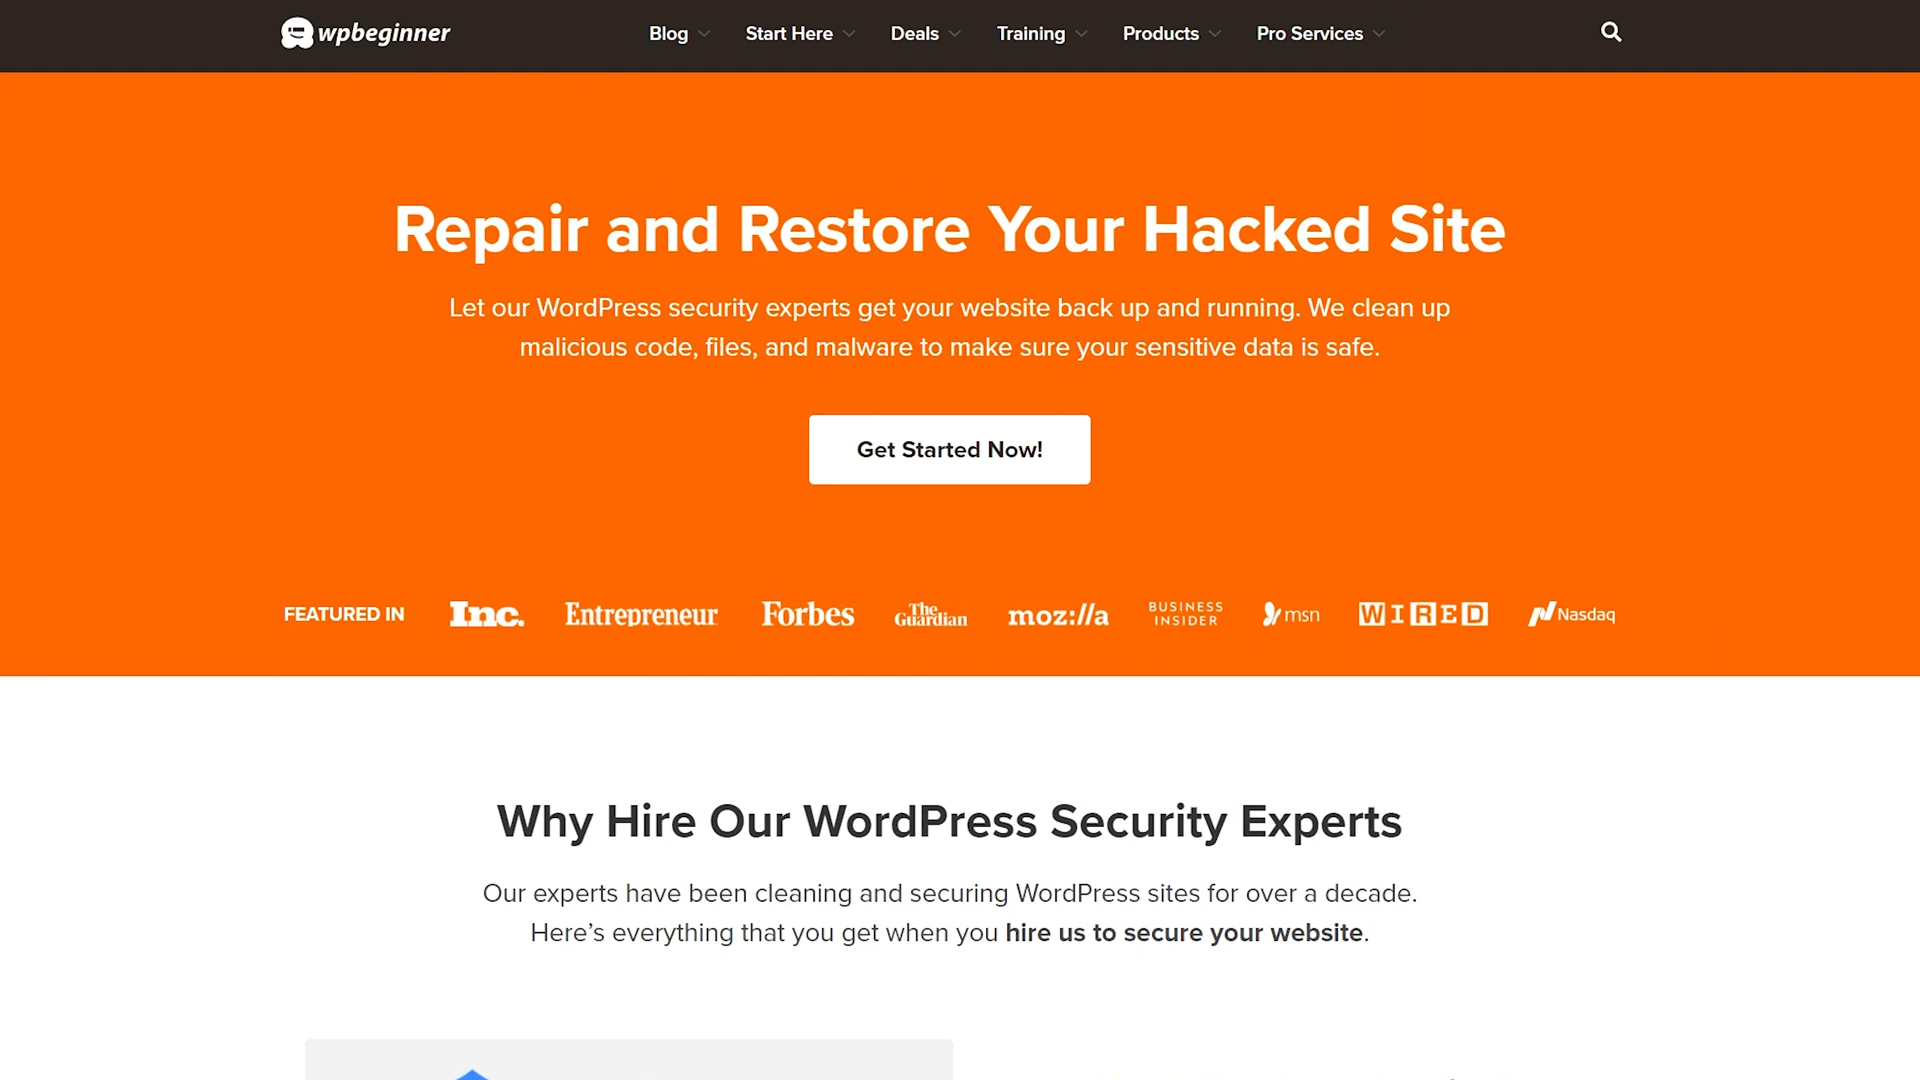 wpbeginner
Blog Start Here Deals Training Products Pro Services
Repair and Restore Your Hacked Site
Let our WordPress security experts get your website back up and running. We clean up
malicious code, files, and malware to make sure your sensitive data is safe.
Get Started Now!
FEATURED IN Inc. Entrepreneur Forbes The Guardian moz://a BUSINESS INSIDER msn WIRED Nasdaq
Why Hire Our WordPress Security Experts
Our experts have been cleaning and securing WordPress sites for over a decade.
Here’s everything that you get when you hire us to secure your website.